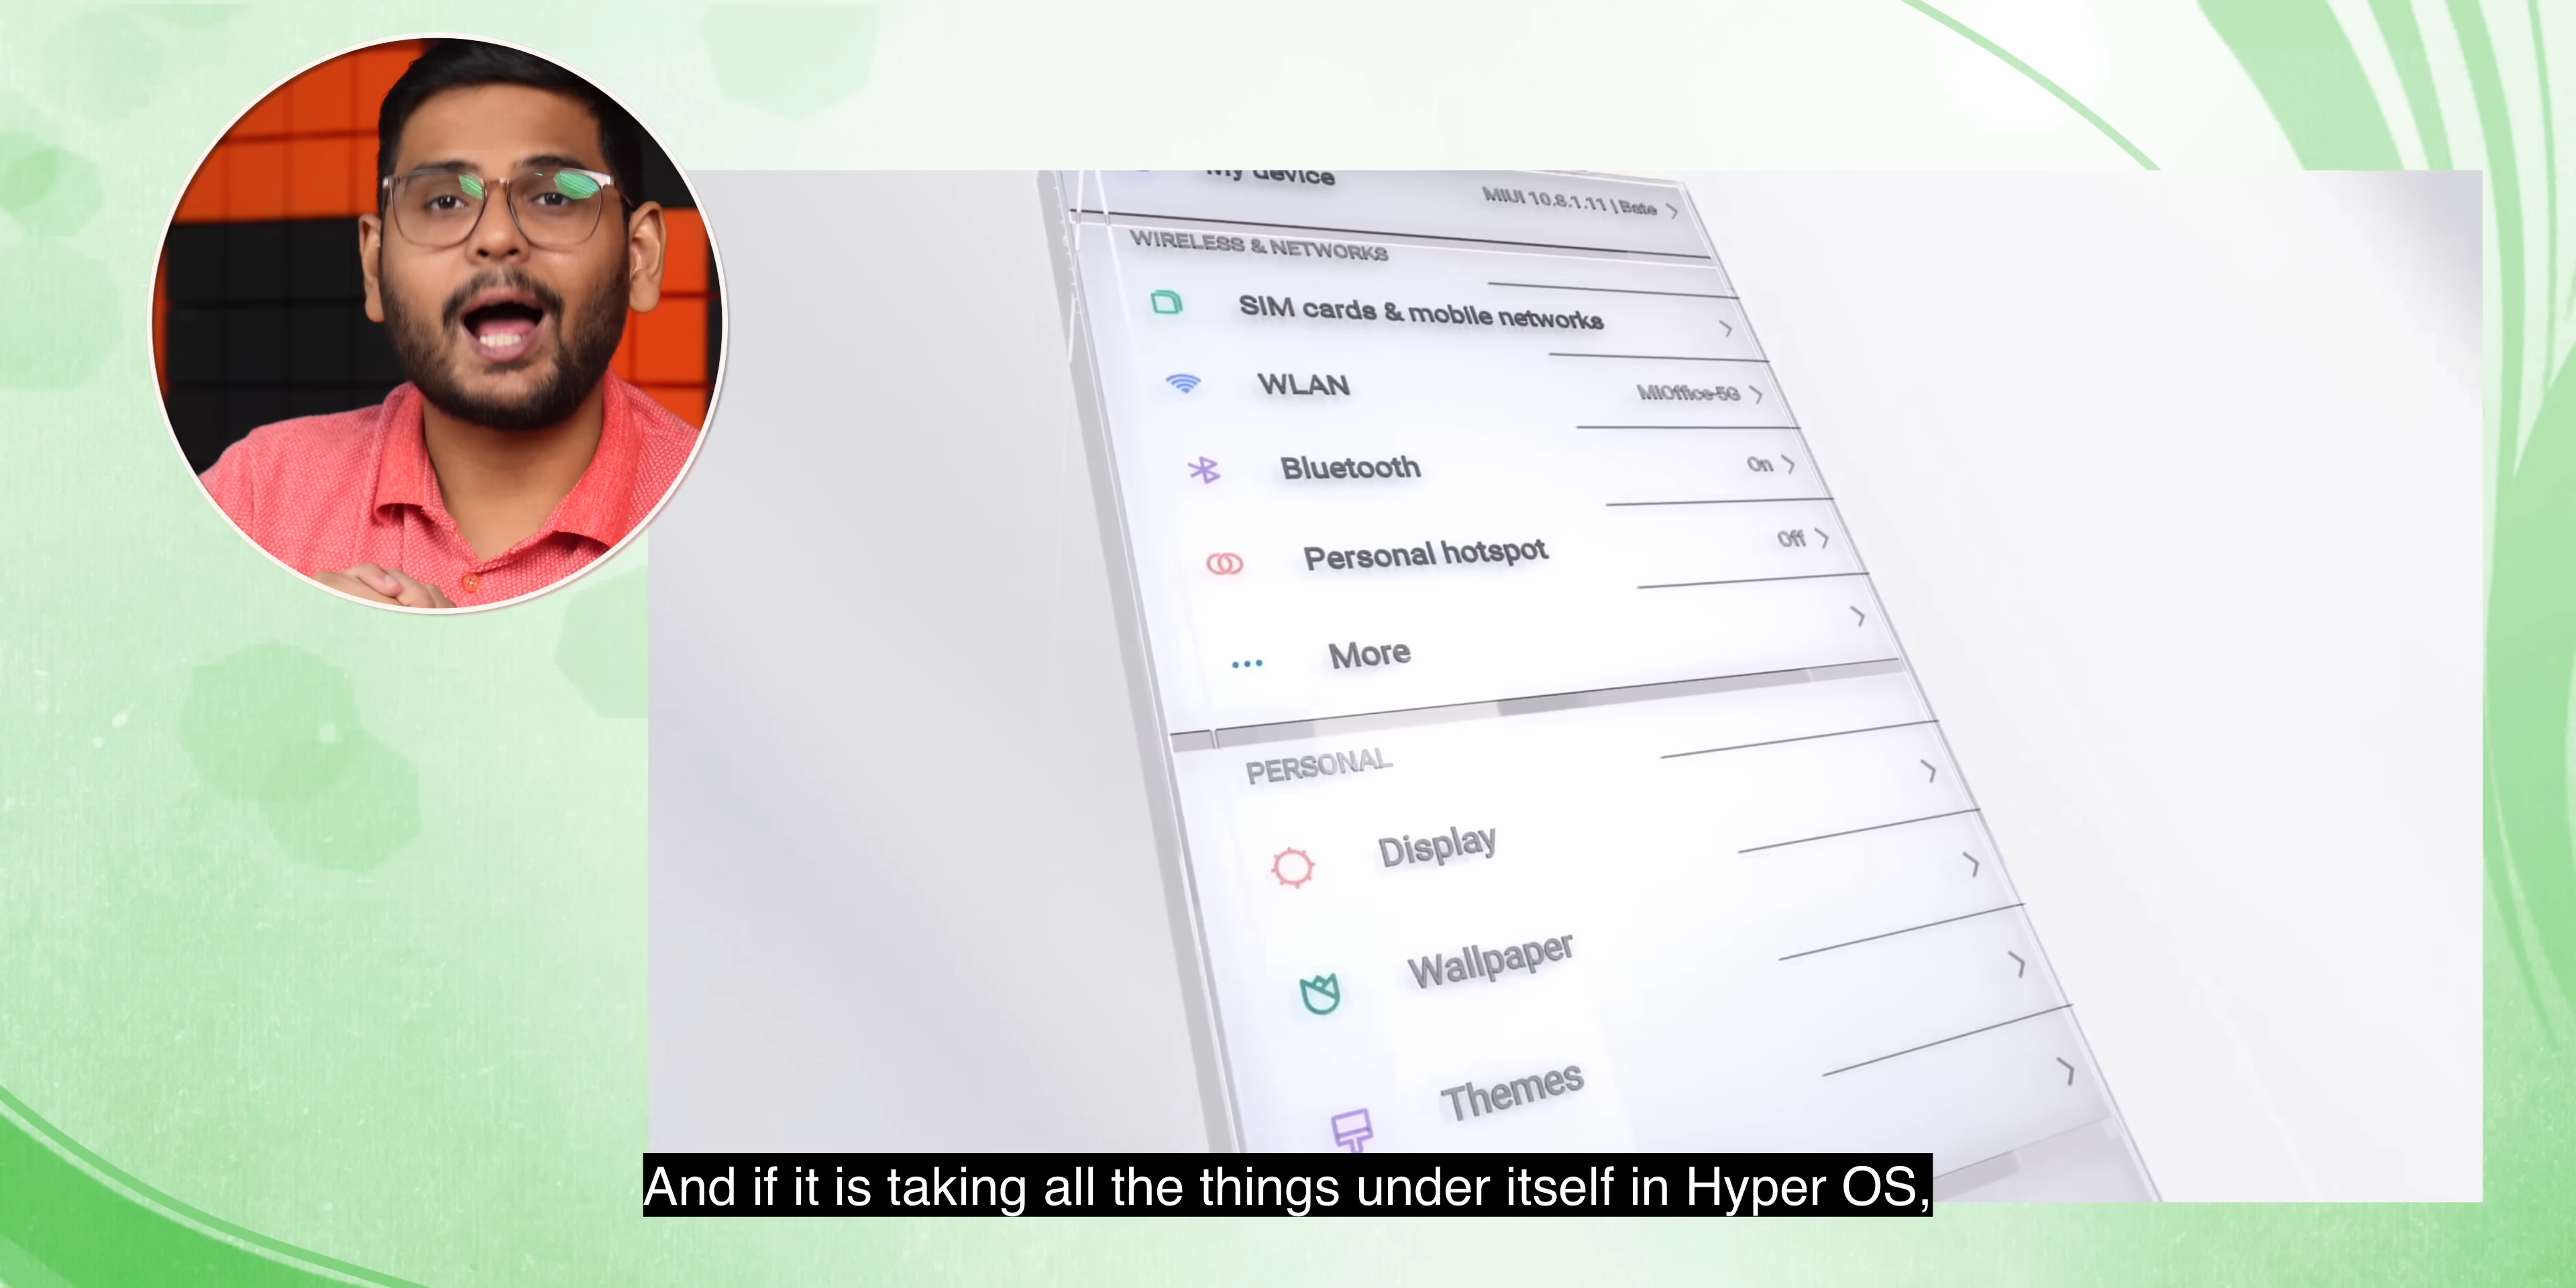 My device
MIUI 10.8.1.11 | Bate
WIRELESS & NETWORKS
SIM cards & mobile networks
WLAN
MIOffice-5G
Bluetooth
On
Personal hotspot
Off
More
PERSONAL
Display
Wallpaper
Themes
And if it is taking all the things under itself in Hyper OS,